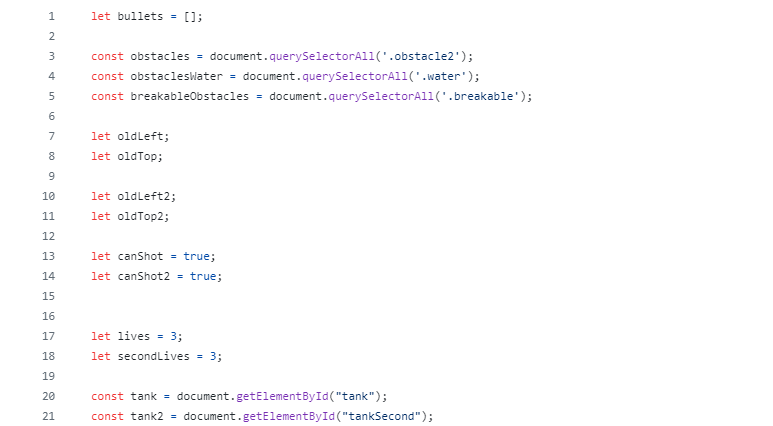 1 let bullets = [];
2
3 const obstacles = document.querySelectorAll('.obstacle2');
4 const obstaclesWater = document.querySelectorAll('.water');
5 const breakableObstacles = document.querySelectorAll('.breakable');
6
7 let oldLeft;
8 let oldTop;
9
10 let oldLeft2;
11 let oldTop2;
12
13 let canShot = true;
14 let canShot2 = true;
15
16
17 let lives = 3;
18 let secondLives = 3;
19
20 const tank = document.getElementById("tank");
21 const tank2 = document.getElementById("tankSecond");